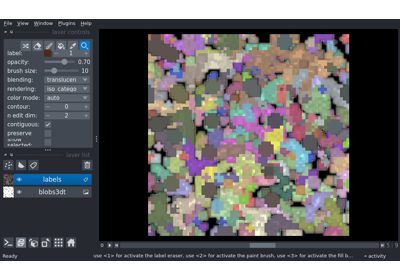 File View Window Plugins Help
layer controls
label: 1
opacity: 0.70
brush size: 10
blending: translucen
rendering: iso_catego
color mode: auto
contour: 0
n edit dim: 2
contiguous:
preserve
show
selected:
layer list
labels
blobs3dt
Ready
use <1> for activate the label eraser, use <2> for activate the paint brush, use <3> for activate the fill b...
activity